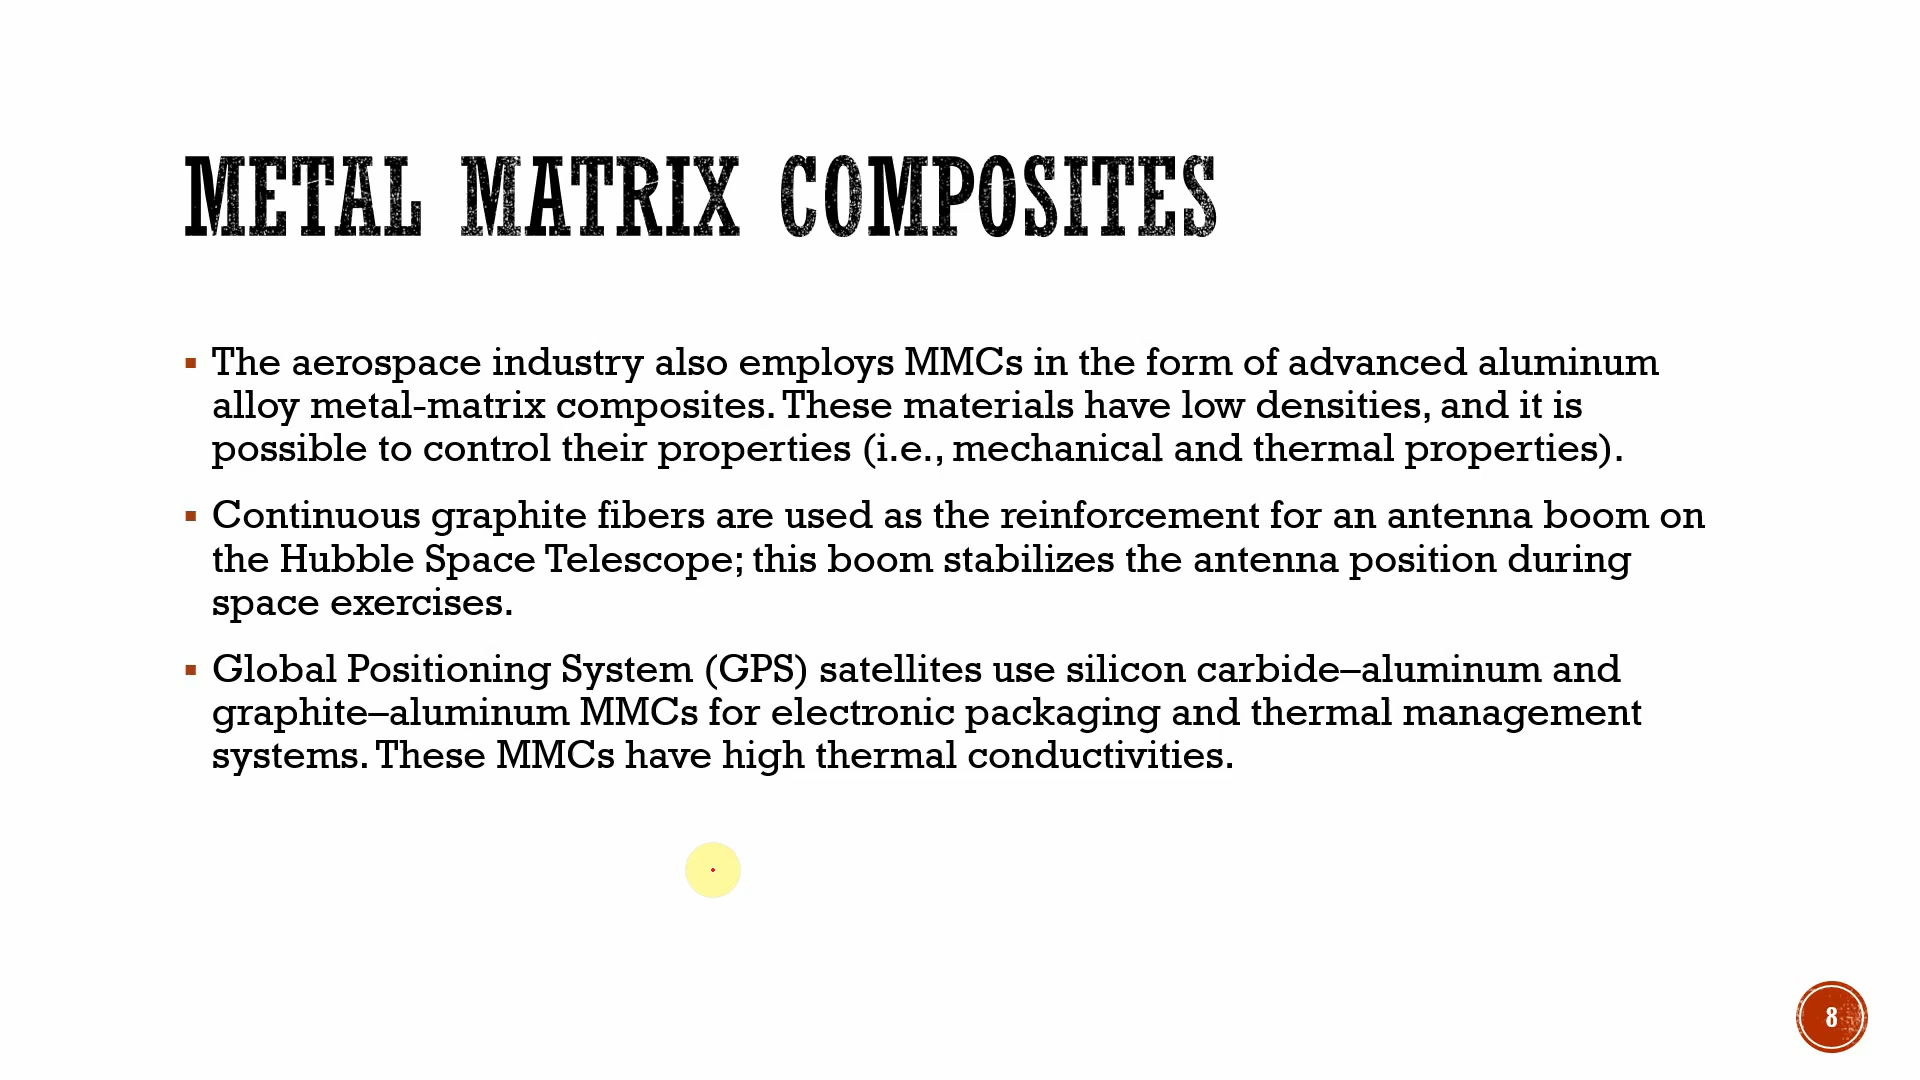 METAL MATRIX COMPOSITES
▪ The aerospace industry also employs MMCs in the form of advanced aluminum
alloy metal-matrix composites. These materials have low densities, and it is
possible to control their properties (i.e., mechanical and thermal properties).
▪ Continuous graphite fibers are used as the reinforcement for an antenna boom on
the Hubble Space Telescope; this boom stabilizes the antenna position during
space exercises.
▪ Global Positioning System (GPS) satellites use silicon carbide–aluminum and
graphite–aluminum MMCs for electronic packaging and thermal management
systems. These MMCs have high thermal conductivities.
8